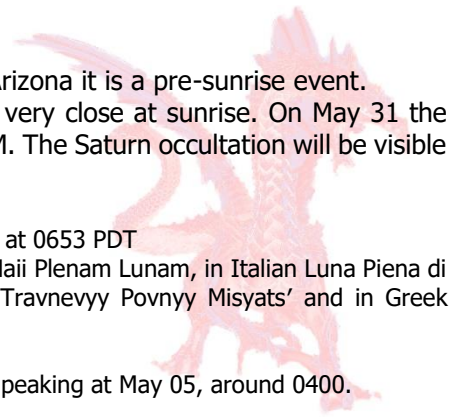 Arizona it is a pre-sunrise event.
very close at sunrise. On May 31 the
. The Saturn occultation will be visible
at 0653 PDT
Plenam Lunam, in Italian Luna Piena di
Travnevyy Povnyy Misyats’ and in Greek
peaking at May 05, around 0400.